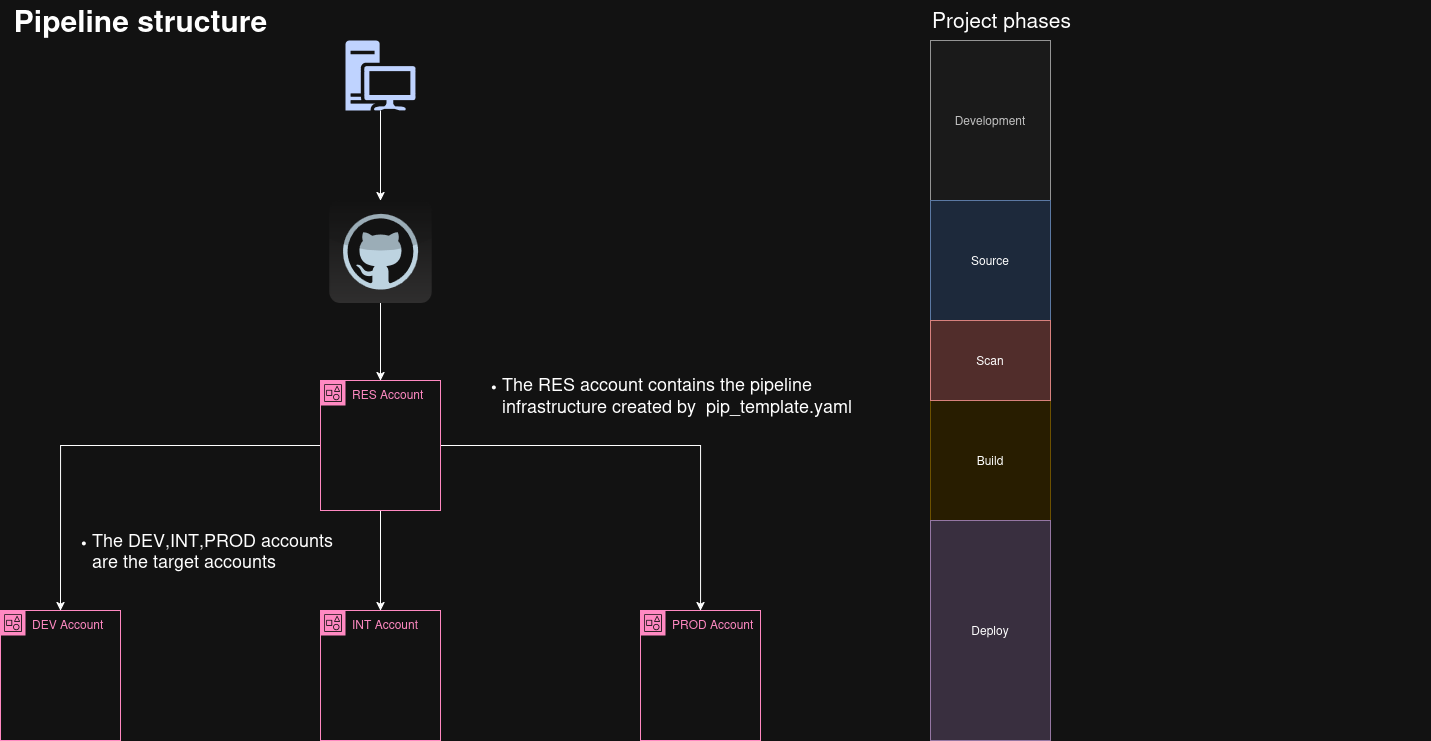 Pipeline structure
Project phases
Development
Source
Scan
RES Account
• The RES account contains the pipeline
infrastructure created by  pip_template.yaml
Build
• The DEV,INT,PROD accounts
are the target accounts
DEV Account
INT Account
PROD Account
Deploy